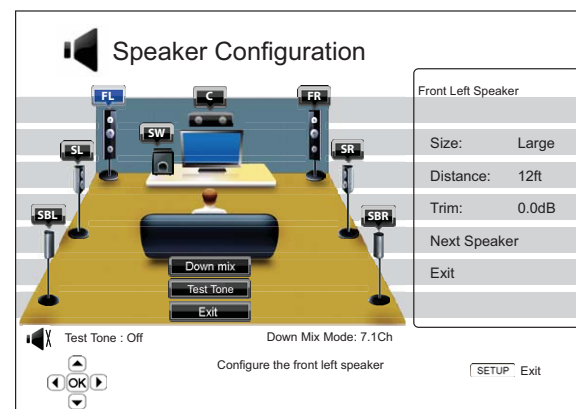 Speaker Configuration
FL
C
FR
SW
SL
SR
SBL
SBR
Down mix
Test Tone
Exit
Front Left Speaker
Size: Large
Distance: 12ft
Trim: 0.0dB
Next Speaker
Exit
Test Tone : Off
Down Mix Mode: 7.1Ch
Configure the front left speaker
OK
SETUP Exit